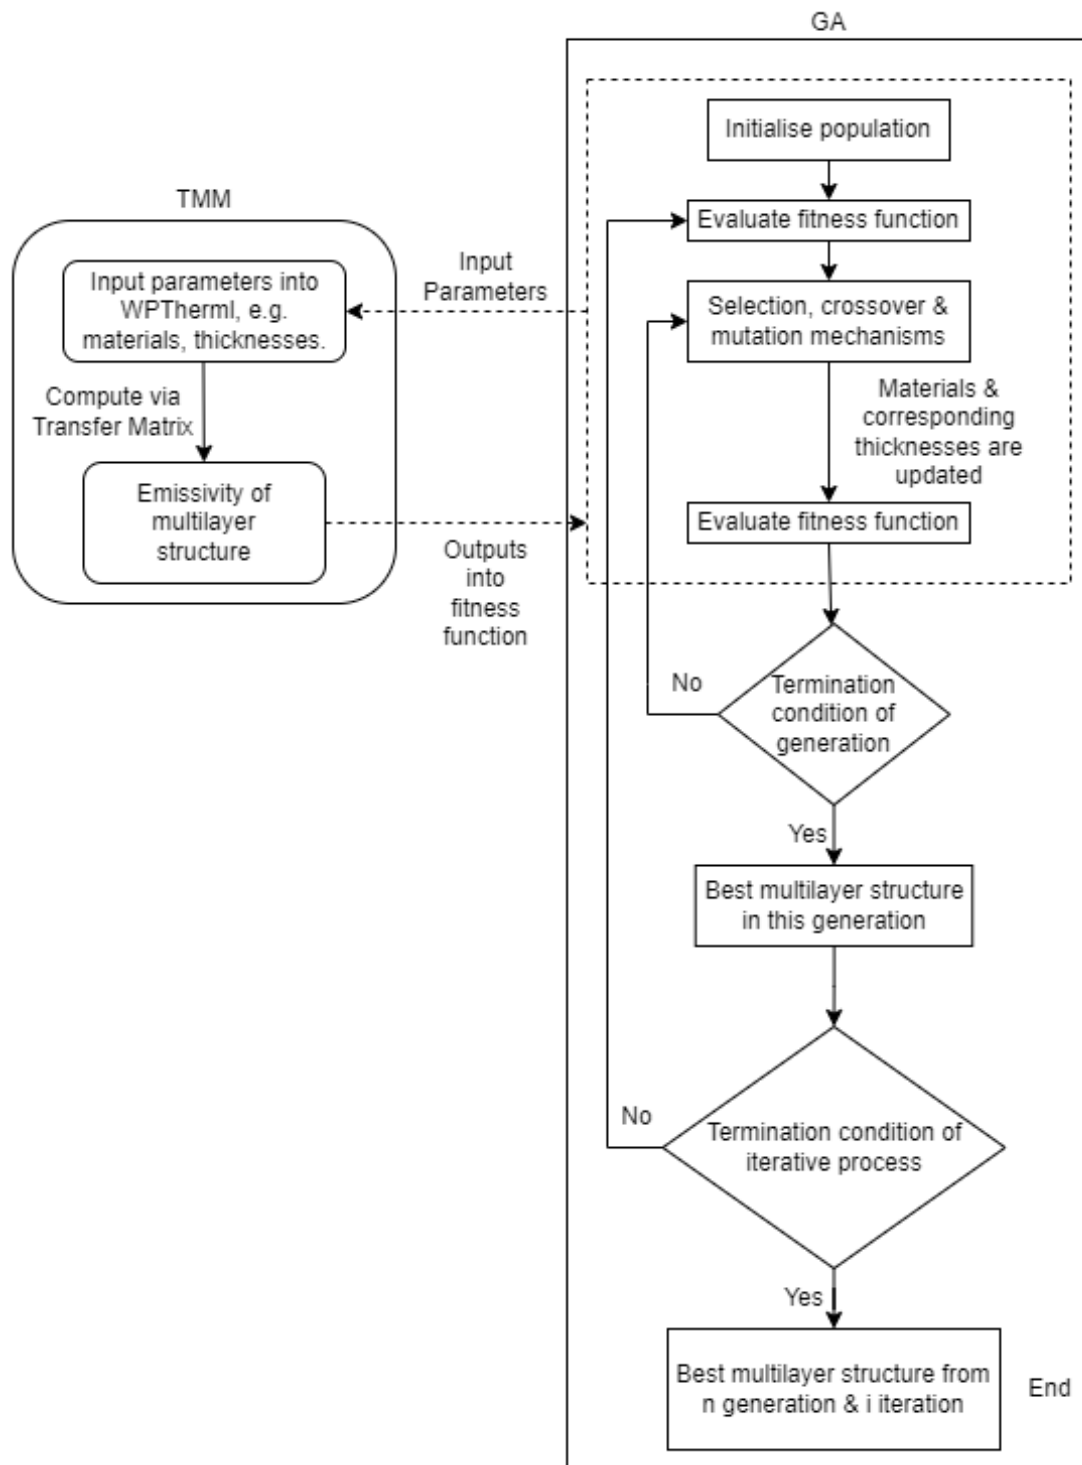 GA
Initialise population
Evaluate fitness function
Selection, crossover &
mutation mechanisms
Materials &
corresponding
thicknesses are
updated
Evaluate fitness function
TMM
Input parameters into
WPTherml, e.g.
materials, thicknesses.
Compute via
Transfer Matrix
Emissivity of
multilayer
structure
Input
Parameters
Outputs
into
fitness
function
No
Termination
condition of
generation
Yes
Best multilayer structure
in this generation
No
Termination condition of
iterative process
Yes
Best multilayer structure from
n generation & i iteration
End